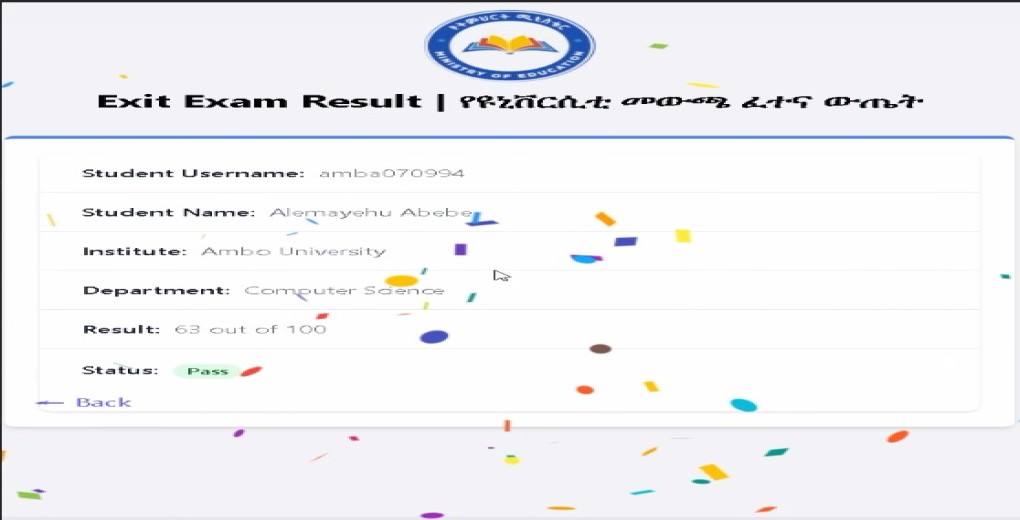 የትምህርት ሚኒስቴር
MINISTRY OF EDUCATION
Exit Exam Result | የዩኒቨርሲቲ መውጫ ፈተና ውጤት
Student Username: amba070994
Student Name: Alemayehu Abebe
Institute: Ambo University
Department: Computer Science
Result: 63 out of 100
Status: Pass
← Back